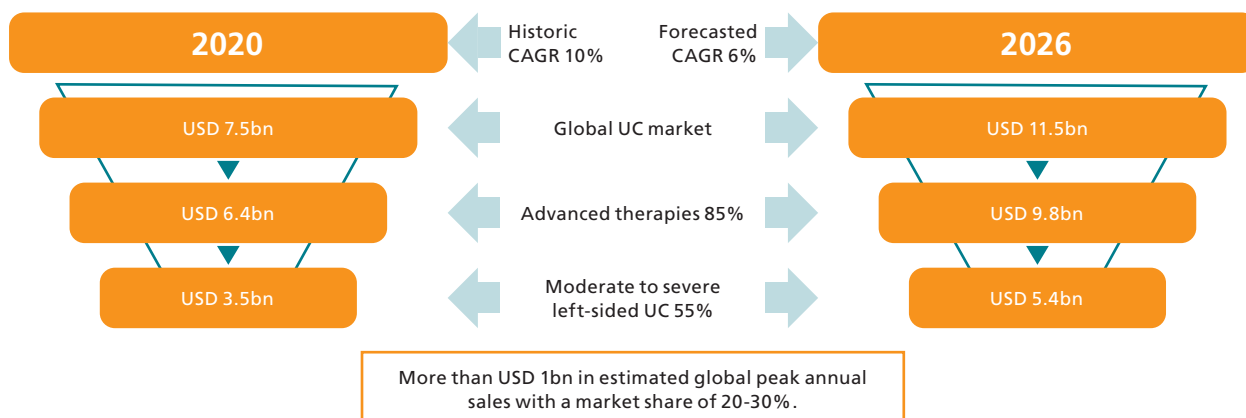 2020
Historic
CAGR 10%
Forecasted
CAGR 6%
2026
USD 7.5bn
Global UC market
USD 11.5bn
USD 6.4bn
Advanced therapies 85%
USD 9.8bn
USD 3.5bn
Moderate to severe
left-sided UC 55%
USD 5.4bn
More than USD 1bn in estimated global peak annual
sales with a market share of 20-30%.